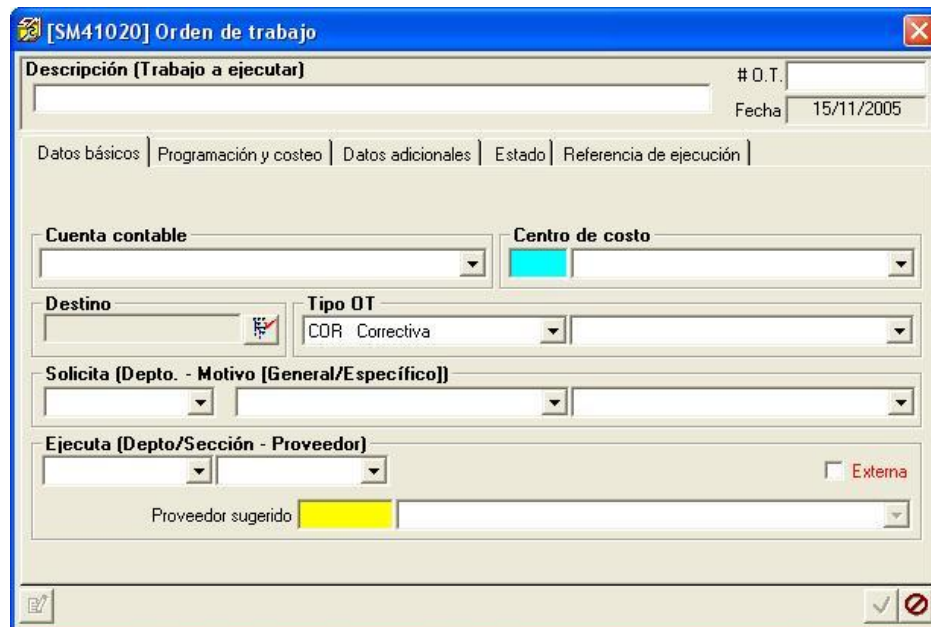 [SM41020] Orden de trabajo
Descripción (Trabajo a ejecutar)
# O.T.
Fecha 15/11/2005
Datos básicos Programación y costeo Datos adicionales Estado Referencia de ejecución
Cuenta contable Centro de costo
Destino Tipo OT
COR Correctiva
Solicita (Depto. - Motivo [General/Específico])
Ejecuta (Depto/Sección - Proveedor)
Externa
Proveedor sugerido